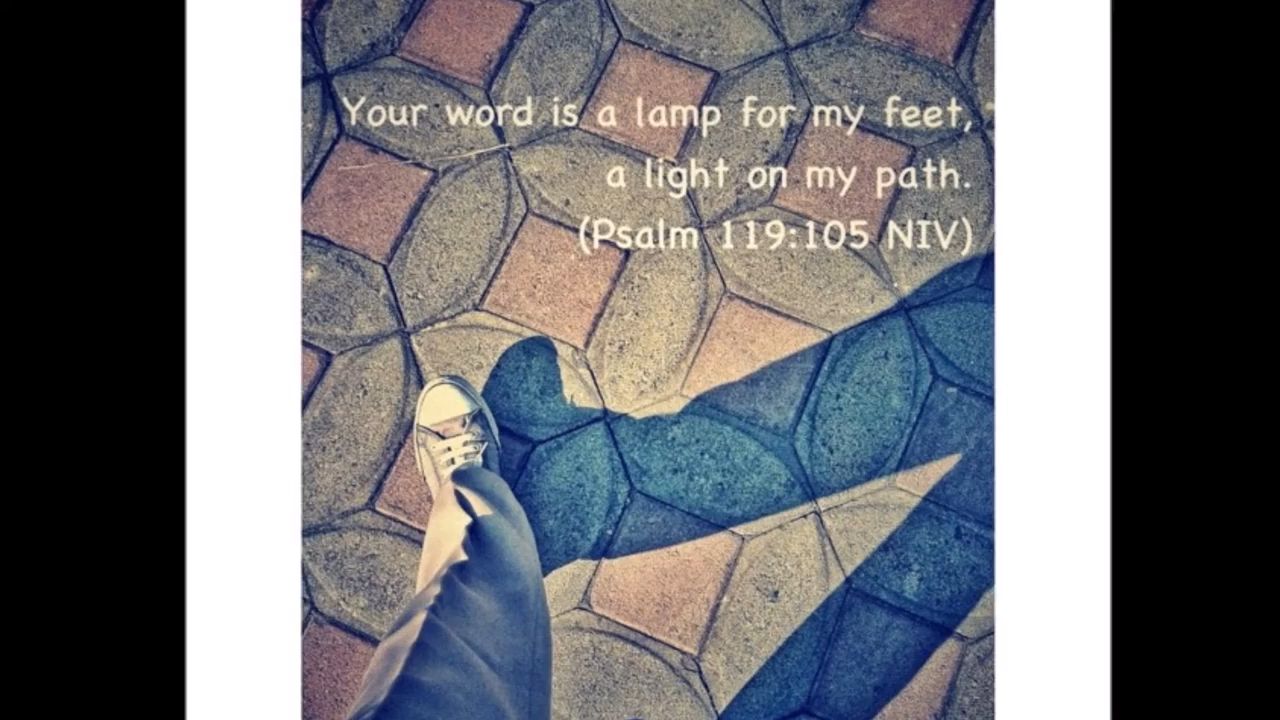 Your word is a lamp for my feet,
a light on my path.
(Psalm 119:105 NIV)